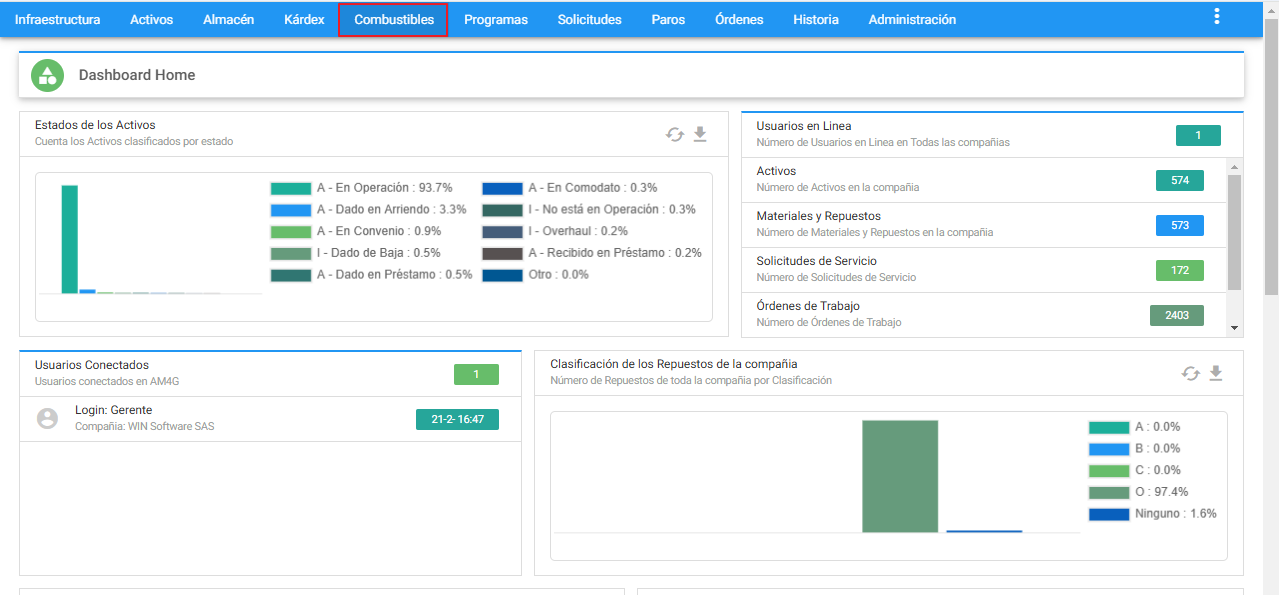 Infraestructura Activos Almacén Kárdex Combustibles Programas Solicitudes Paros Órdenes Historia Administración
Dashboard Home
Estados de los Activos
Cuenta los Activos clasificados por estado
A - En Operación : 93.7%
A - Dado en Arriendo : 3.3%
A - En Convenio : 0.9%
I - Dado de Baja : 0.5%
A - Dado en Préstamo : 0.5%
A - En Comodato : 0.3%
I - No está en Operación : 0.3%
I - Overhaul : 0.2%
A - Recibido en Préstamo : 0.2%
Otro : 0.0%
Usuarios en Linea
Número de Usuarios en Linea en Todas las compañias
1
Activos
Número de Activos en la compañia
574
Materiales y Repuestos
Número de Materiales y Repuestos en la compañia
573
Solicitudes de Servicio
Número de Solicitudes de Servicio
172
Órdenes de Trabajo
Número de Órdenes de Trabajo
2403
Usuarios Conectados
Usuarios conectados en AM4G
1
Login: Gerente
Compañia: WIN Software SAS
21-2- 16:47
Clasificación de los Repuestos de la compañia
Número de Repuestos de toda la compañia por Clasificación
A : 0.0%
B : 0.0%
C : 0.0%
O : 97.4%
Ninguno : 1.6%